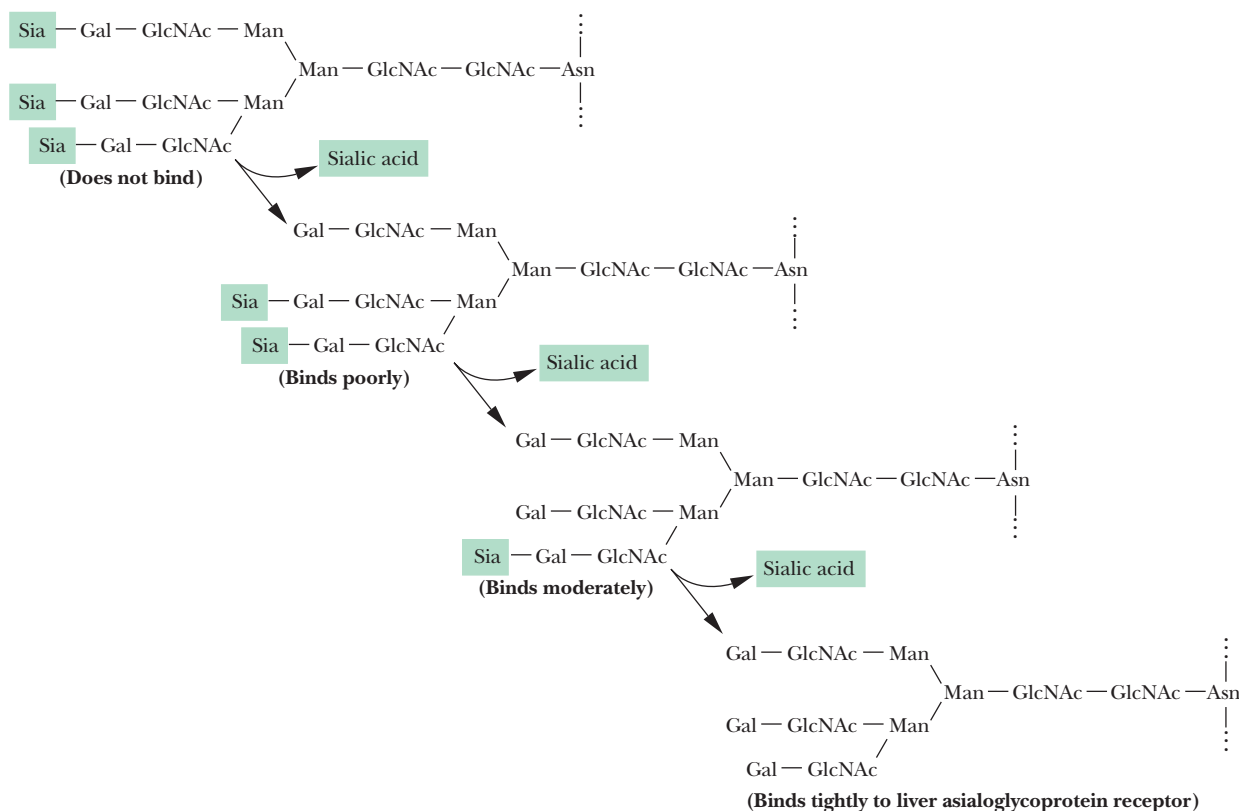 Sia — Gal — GlcNAc — Man
Man — GlcNAc — GlcNAc — Asn
Sia — Gal — GlcNAc — Man
Sia — Gal — GlcNAc
Sialic acid
(Does not bind)
Gal — GlcNAc — Man
Man — GlcNAc — GlcNAc — Asn
Sia — Gal — GlcNAc — Man
Sia — Gal — GlcNAc
Sialic acid
(Binds poorly)
Gal — GlcNAc — Man
Man — GlcNAc — GlcNAc — Asn
Gal — GlcNAc — Man
Sia — Gal — GlcNAc
Sialic acid
(Binds moderately)
Gal — GlcNAc — Man
Man — GlcNAc — GlcNAc — Asn
Gal — GlcNAc — Man
Gal — GlcNAc
(Binds tightly to liver asialoglycoprotein receptor)